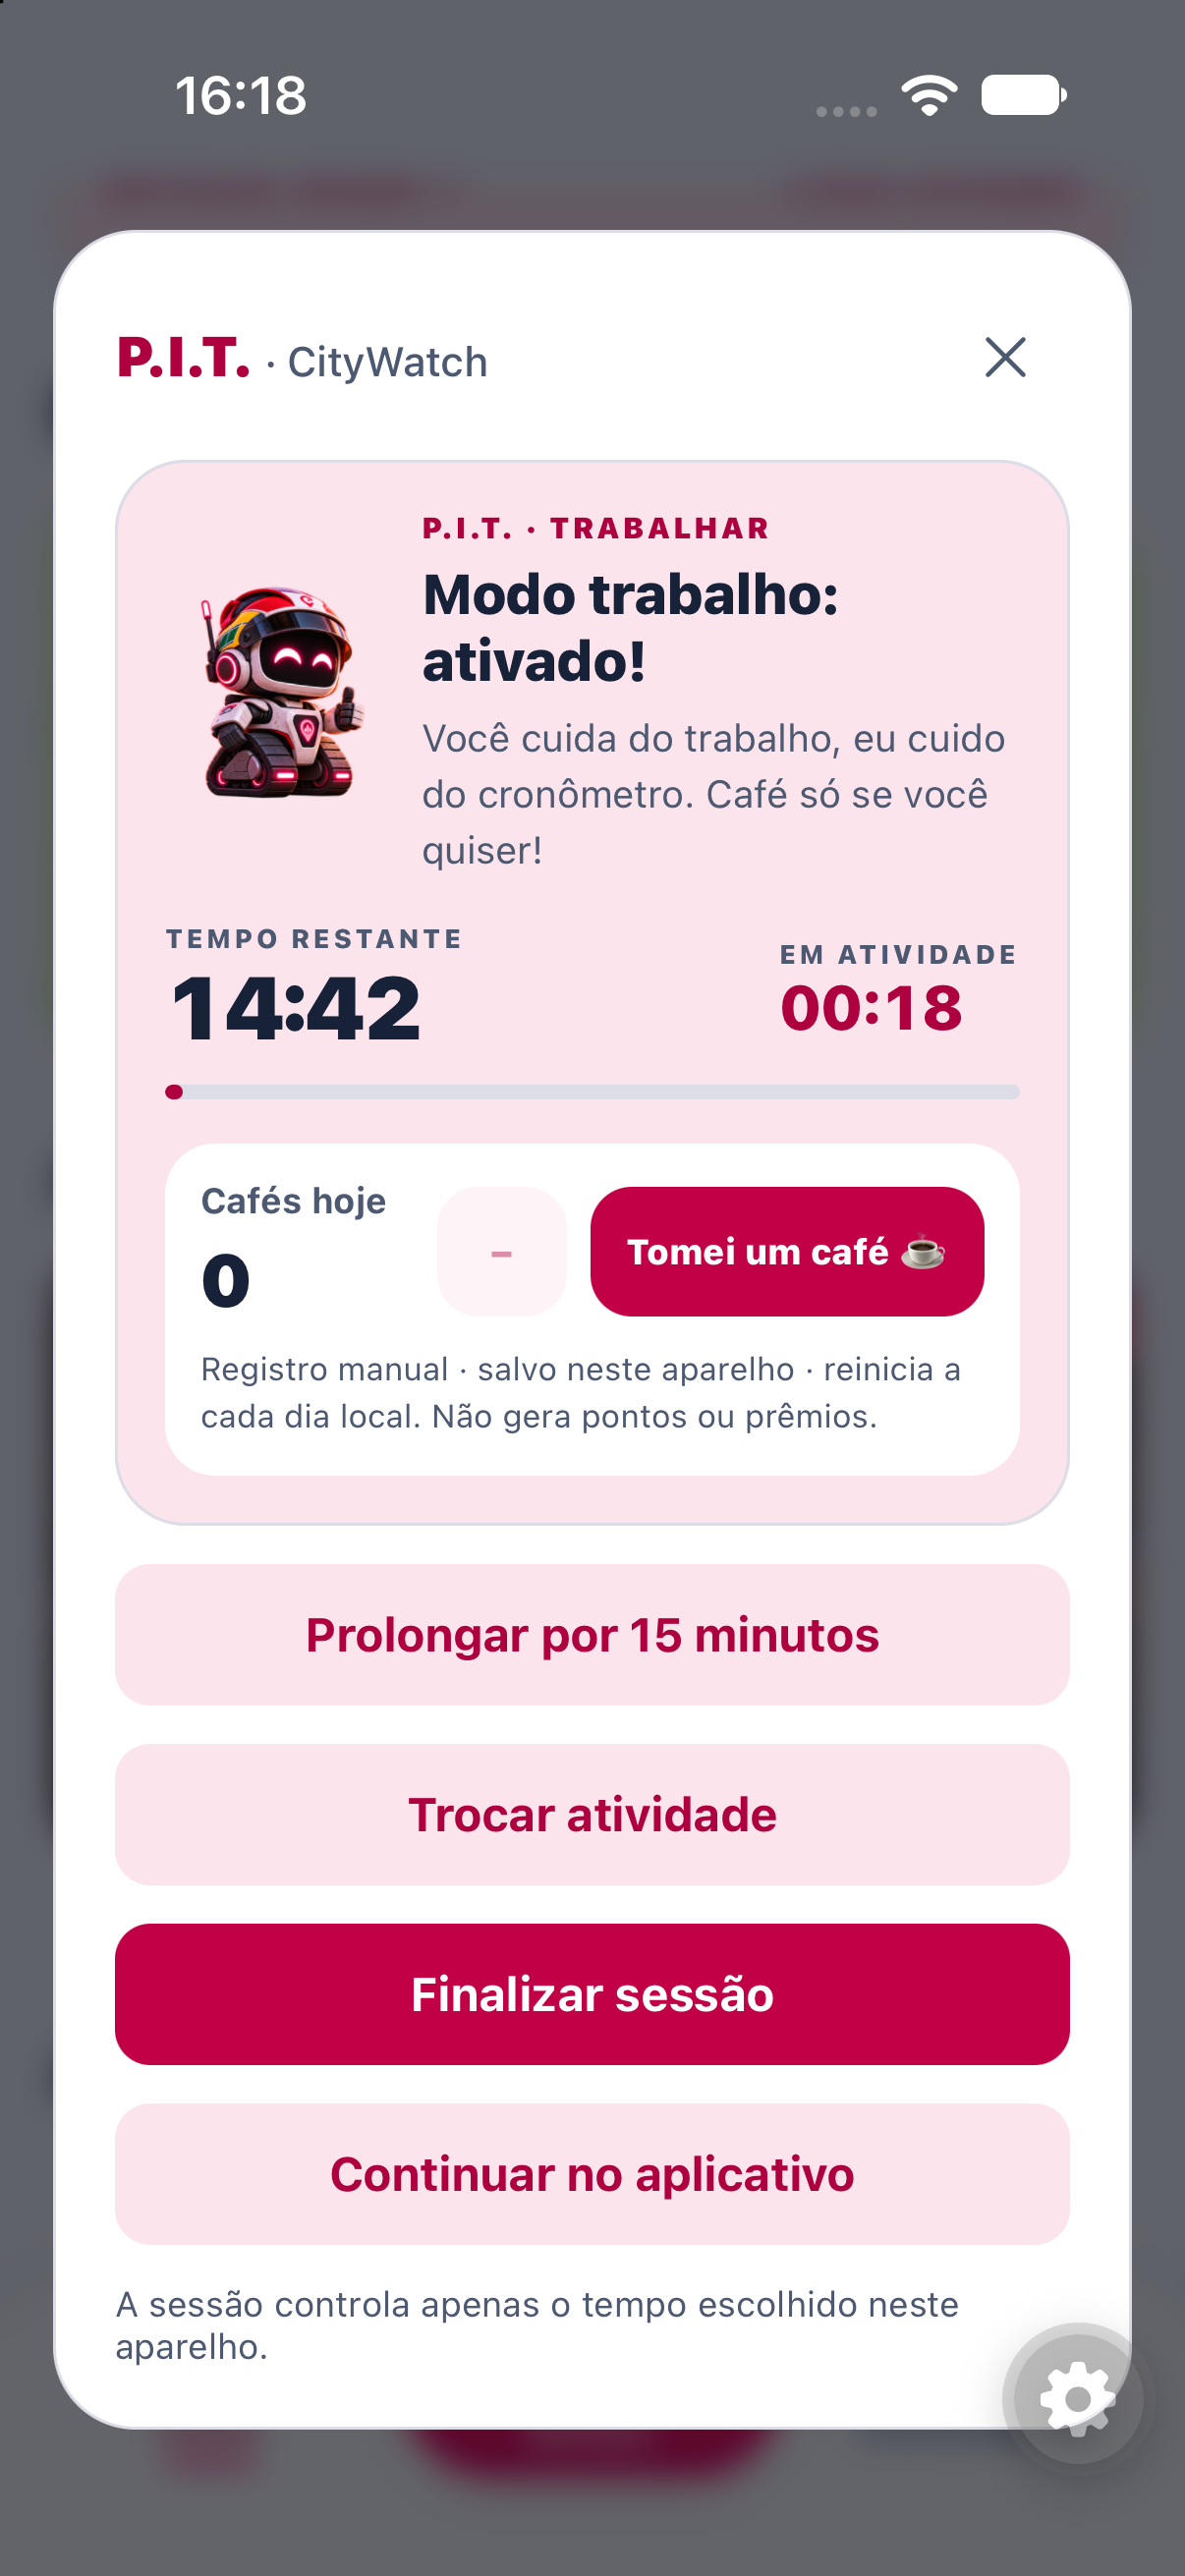 16:18
P.I.T. · CityWatch
P.I.T. · TRABALHAR
Modo trabalho:
ativado!
Você cuida do trabalho, eu cuido
do cronômetro. Café só se você
quiser!
TEMPO RESTANTE
14:42
EM ATIVIDADE
00:18
Cafés hoje
0
–
Tomei um café ☕
Registro manual · salvo neste aparelho · reinicia a
cada dia local. Não gera pontos ou prêmios.
Prolongar por 15 minutos
Trocar atividade
Finalizar sessão
Continuar no aplicativo
A sessão controla apenas o tempo escolhido neste
aparelho.